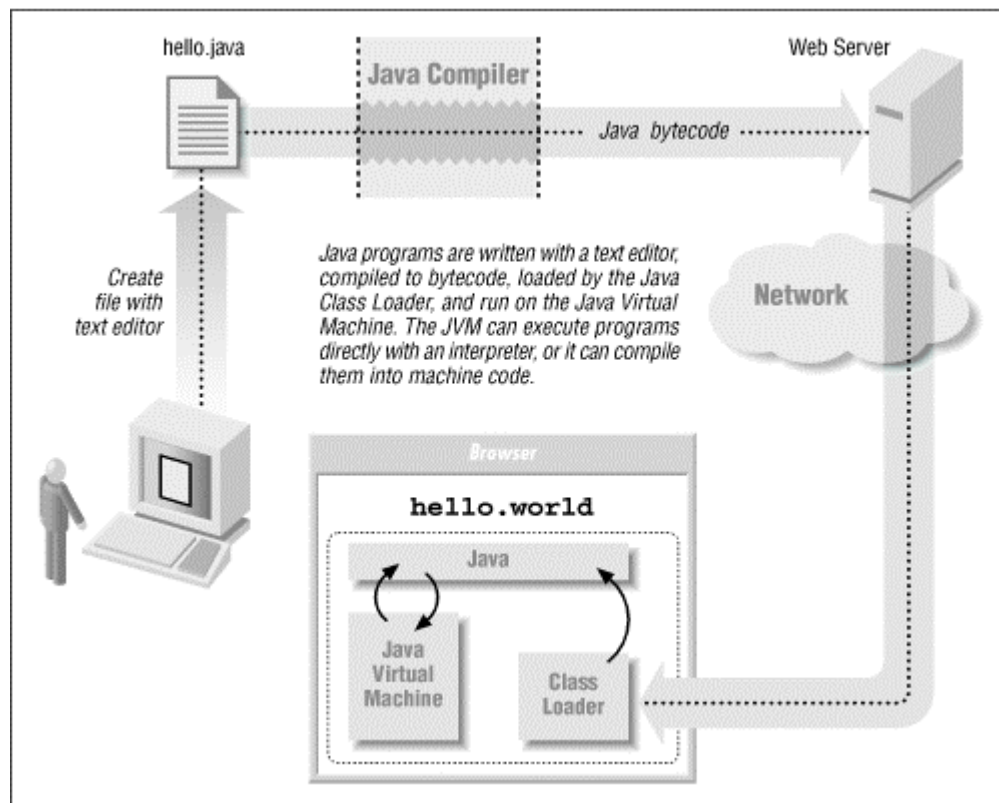 hello.java
Java Compiler
Web Server
Java bytecode
Create
file with
text editor
Java programs are written with a text editor,
compiled to bytecode, loaded by the Java
Class Loader, and run on the Java Virtual
Machine. The JVM can execute programs
directly with an interpreter, or it can compile
them into machine code.
Network
Browser
hello.world
Java
Java
Virtual
Machine
Class
Loader